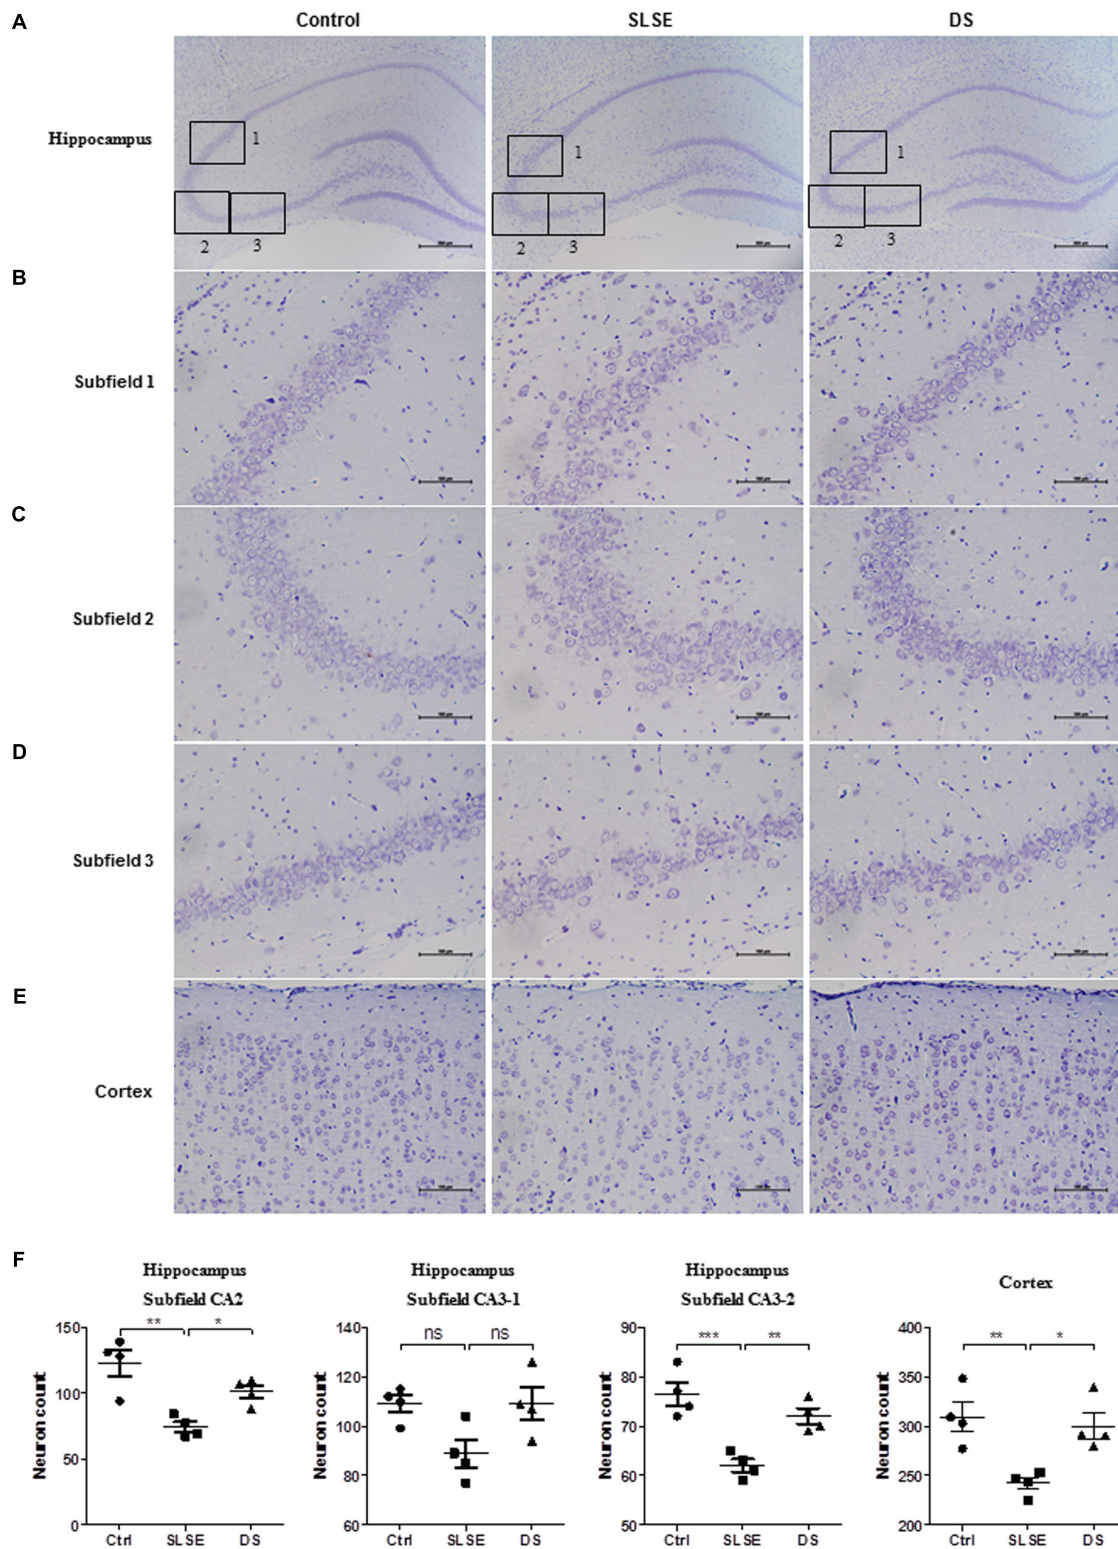 A
Control
SLSE
DS
Hippocampus
1
2
3
1
2
3
1
2
3
B
Subfield 1
C
Subfield 2
D
Subfield 3
E
Cortex
F
Hippocampus
Subfield CA2
Neuron count
150
100
50
0
**
*
Ctrl
SLSE
DS
Hippocampus
Subfield CA3-1
Neuron count
140
120
100
80
60
ns
ns
Ctrl
SLSE
DS
Hippocampus
Subfield CA3-2
Neuron count
90
80
70
60
50
***
**
Ctrl
SLSE
DS
Cortex
Neuron count
400
350
300
250
200
**
*
Ctrl
SLSE
DS